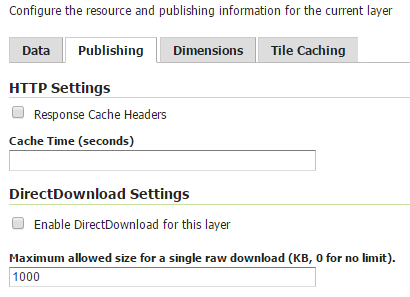 Configure the resource and publishing information for the current layer
Data Publishing Dimensions Tile Caching
HTTP Settings
Response Cache Headers
Cache Time (seconds)
DirectDownload Settings
Enable DirectDownload for this layer
Maximum allowed size for a single raw download (KB, 0 for no limit).
1000